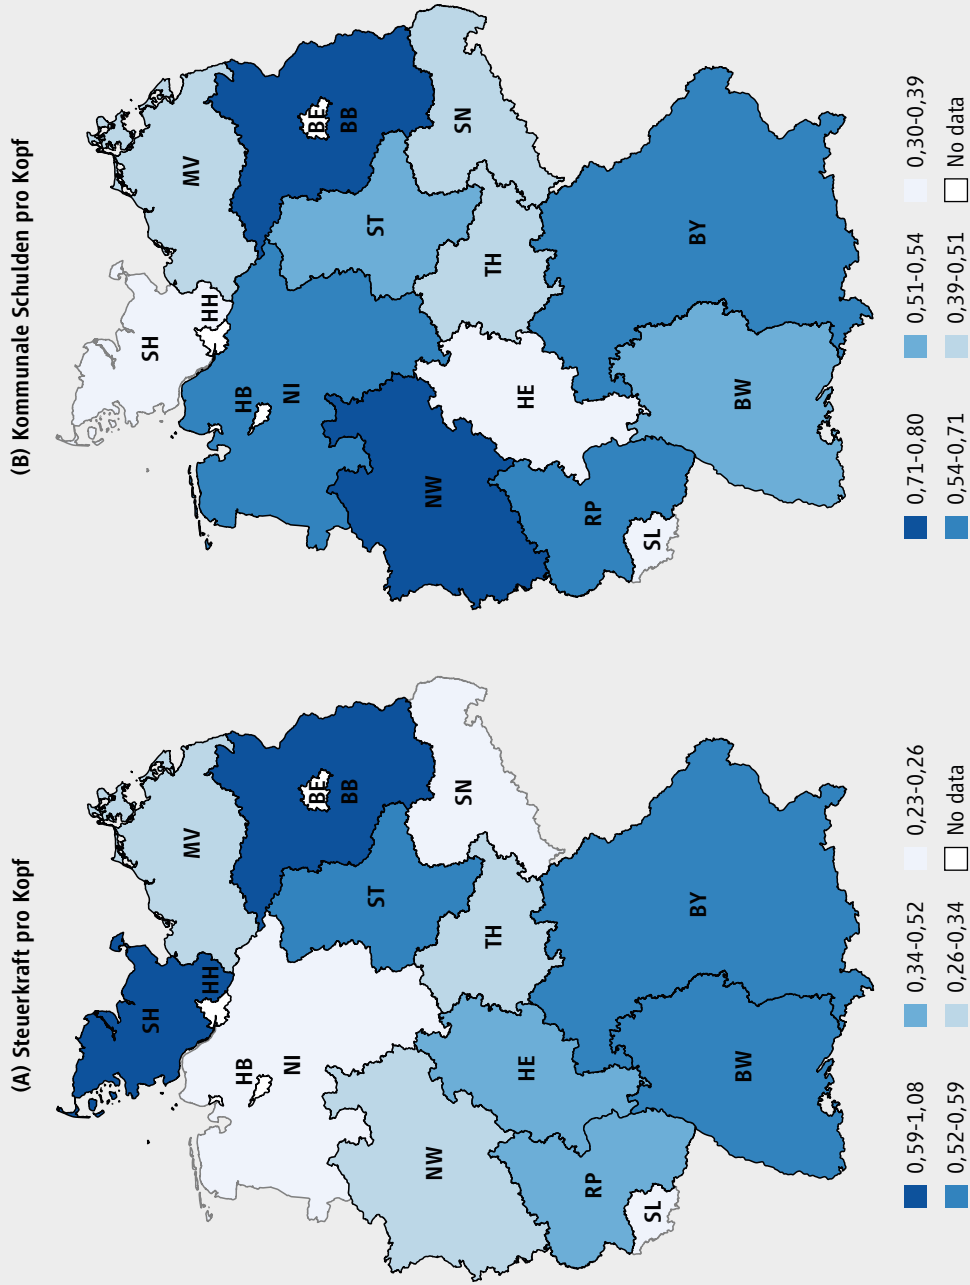 (A) Steuerkraft pro Kopf
SH
HH
MV
HB
NI
BE
BB
ST
NW
HE
TH
SN
RP
SL
BW
BY
0,59-1,08
0,34-0,52
0,23-0,26
0,52-0,59
0,26-0,34
No data
(B) Kommunale Schulden pro Kopf
SH
HH
MV
HB
NI
BE
BB
ST
NW
HE
TH
SN
RP
SL
BW
BY
0,71-0,80
0,51-0,54
0,30-0,39
0,54-0,71
0,39-0,51
No data